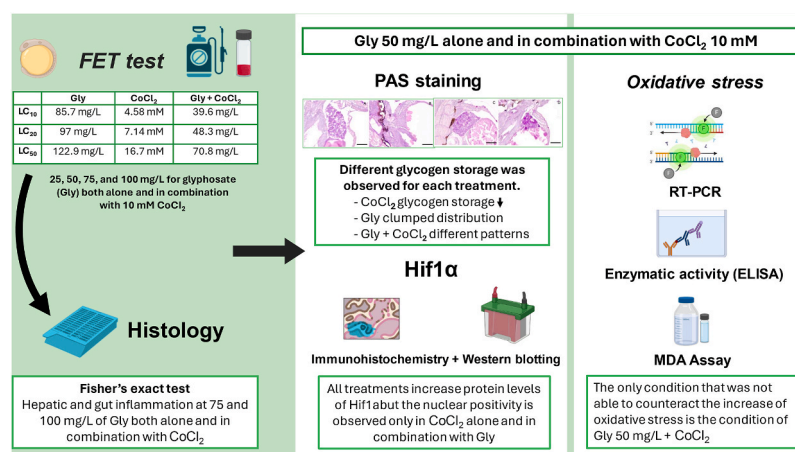 FET test
Gly CoCl₂ Gly + CoCl₂
LC₁₀ 85.7 mg/L 4.58 mM 39.6 mg/L
LC₂₀ 97 mg/L 7.14 mM 48.3 mg/L
LC₅₀ 122.9 mg/L 16.7 mM 70.8 mg/L
25, 50, 75, and 100 mg/L for glyphosate
(Gly) both alone and in combination
with 10 mM CoCl₂
Histology
Fisher's exact test
Hepatic and gut inflammation at 75 and
100 mg/L of Gly both alone and in
combination with CoCl₂
Gly 50 mg/L alone and in combination with CoCl₂ 10 mM
PAS staining
Different glycogen storage was
observed for each treatment.
- CoCl₂ glycogen storage ⬇
- Gly clumped distribution
- Gly + CoCl₂ different patterns
Hif1α
Immunohistochemistry + Western blotting
All treatments increase protein levels
of Hif1abut the nuclear positivity is
observed only in CoCl₂ alone and in
combination with Gly
Oxidative stress
RT-PCR
Enzymatic activity (ELISA)
MDA Assay
The only condition that was not
able to counteract the increase of
oxidative stress is the condition of
Gly 50 mg/L + CoCl₂